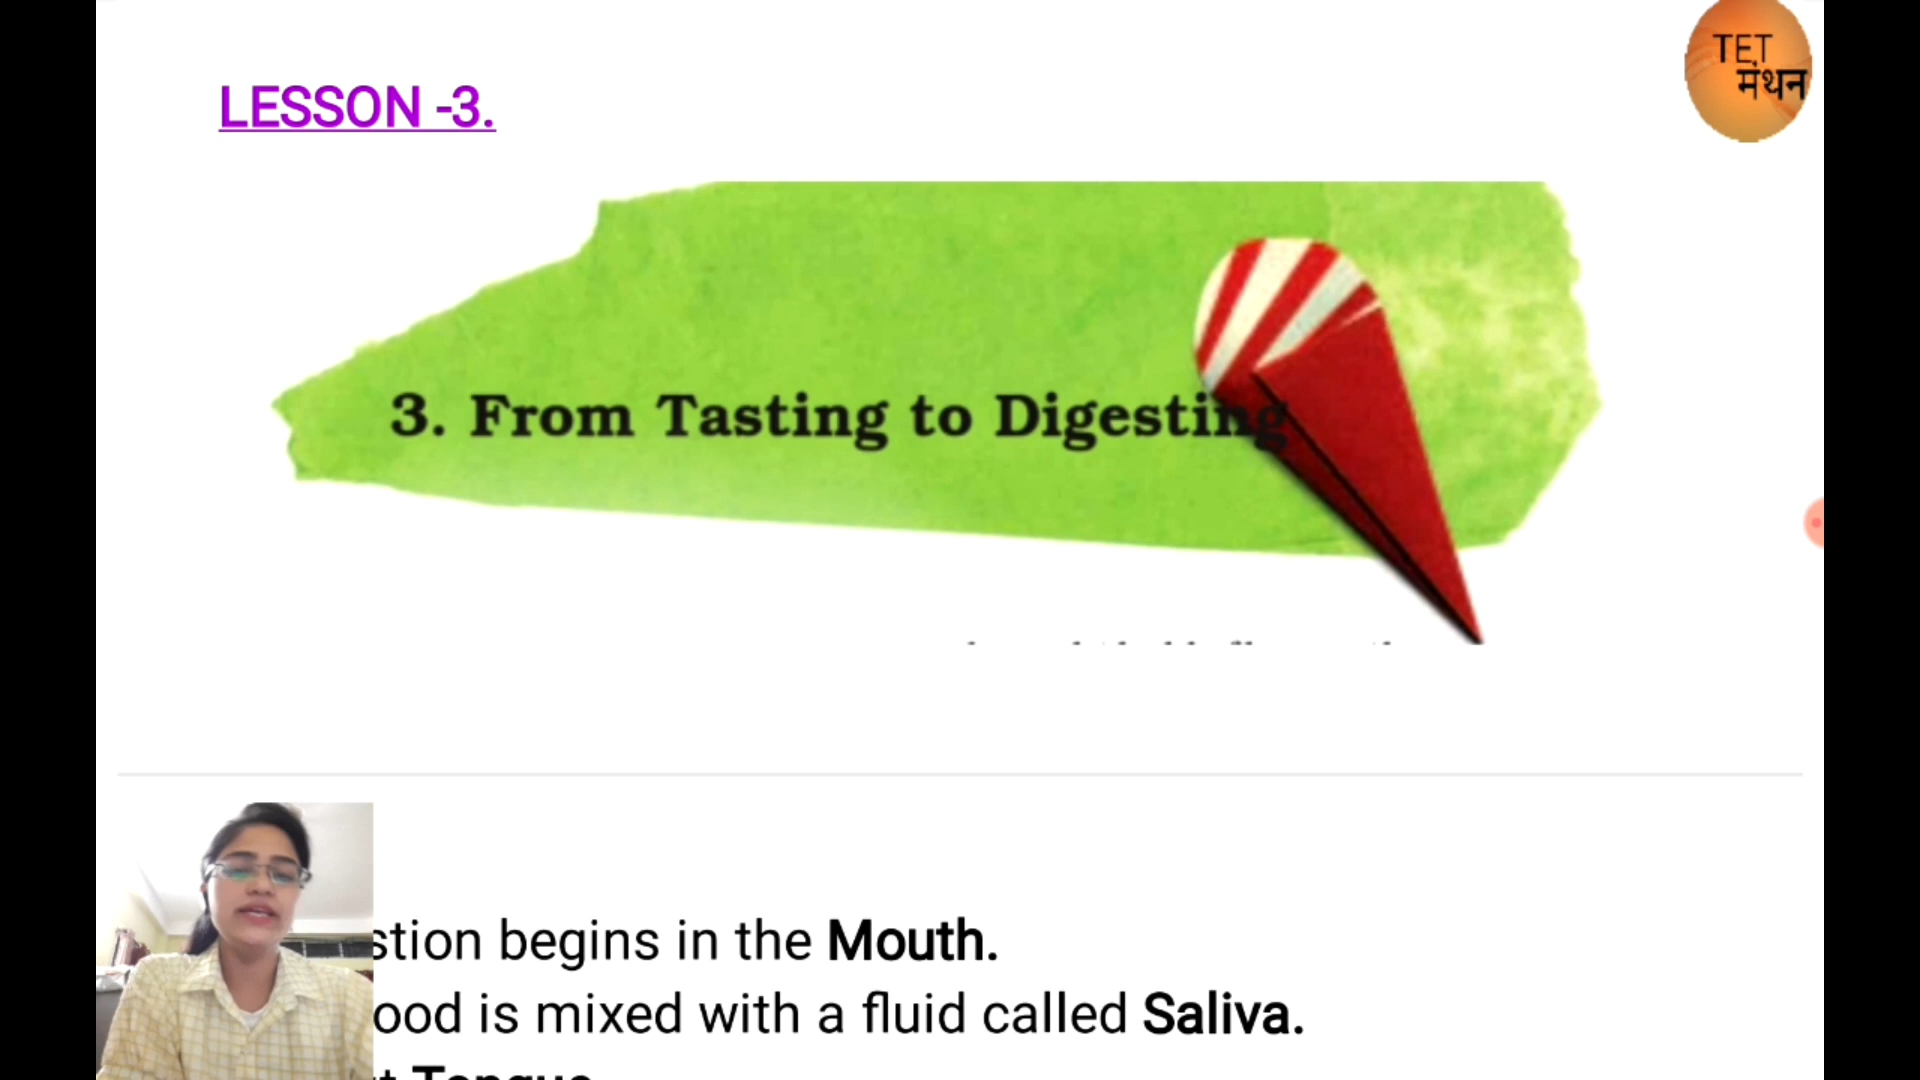 TET
मंथन
LESSON -3.
3. From Tasting to Digesting
stion begins in the Mouth.
ood is mixed with a fluid called Saliva.
Tongue